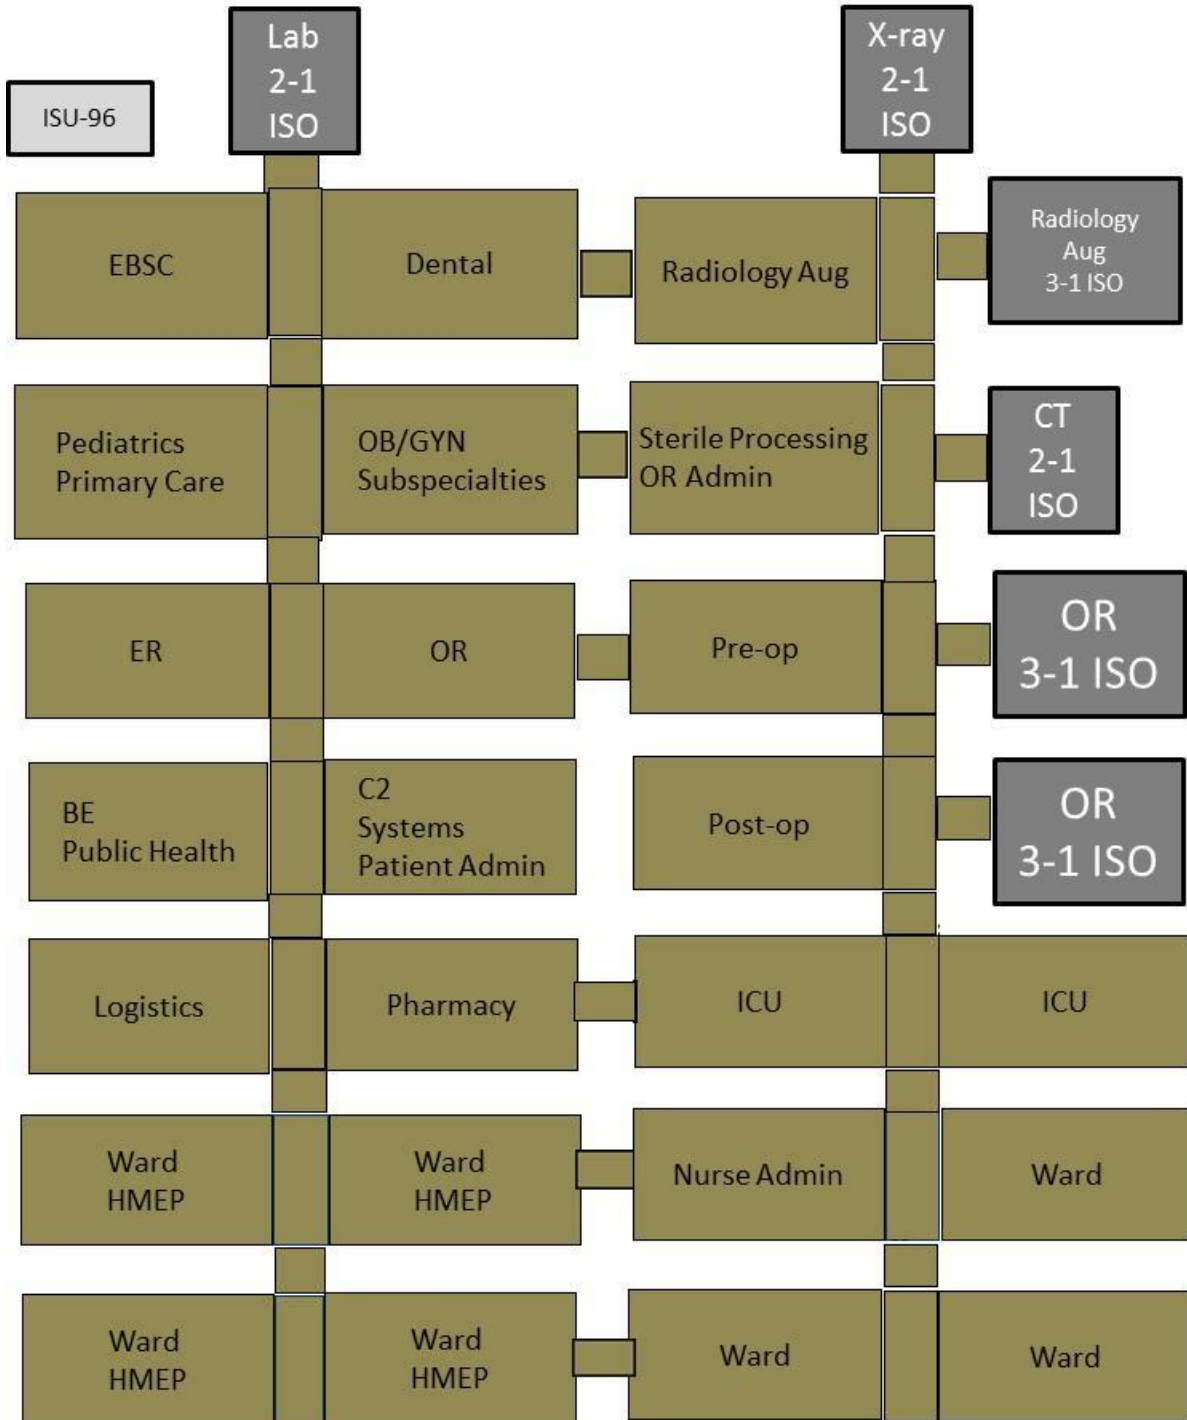 Lab
2-1
ISO
X-ray
2-1
ISO
ISU-96
EBSC
Dental
Radiology Aug
Radiology
Aug
3-1 ISO
Pediatrics
Primary Care
OB/GYN
Subspecialties
Sterile Processing
OR Admin
CT
2-1
ISO
ER
OR
Pre-op
OR
3-1 ISO
BE
Public Health
C2
Systems
Patient Admin
Post-op
OR
3-1 ISO
Logistics
Pharmacy
ICU
ICU
Ward
HMEP
Ward
HMEP
Nurse Admin
Ward
Ward
HMEP
Ward
HMEP
Ward
Ward